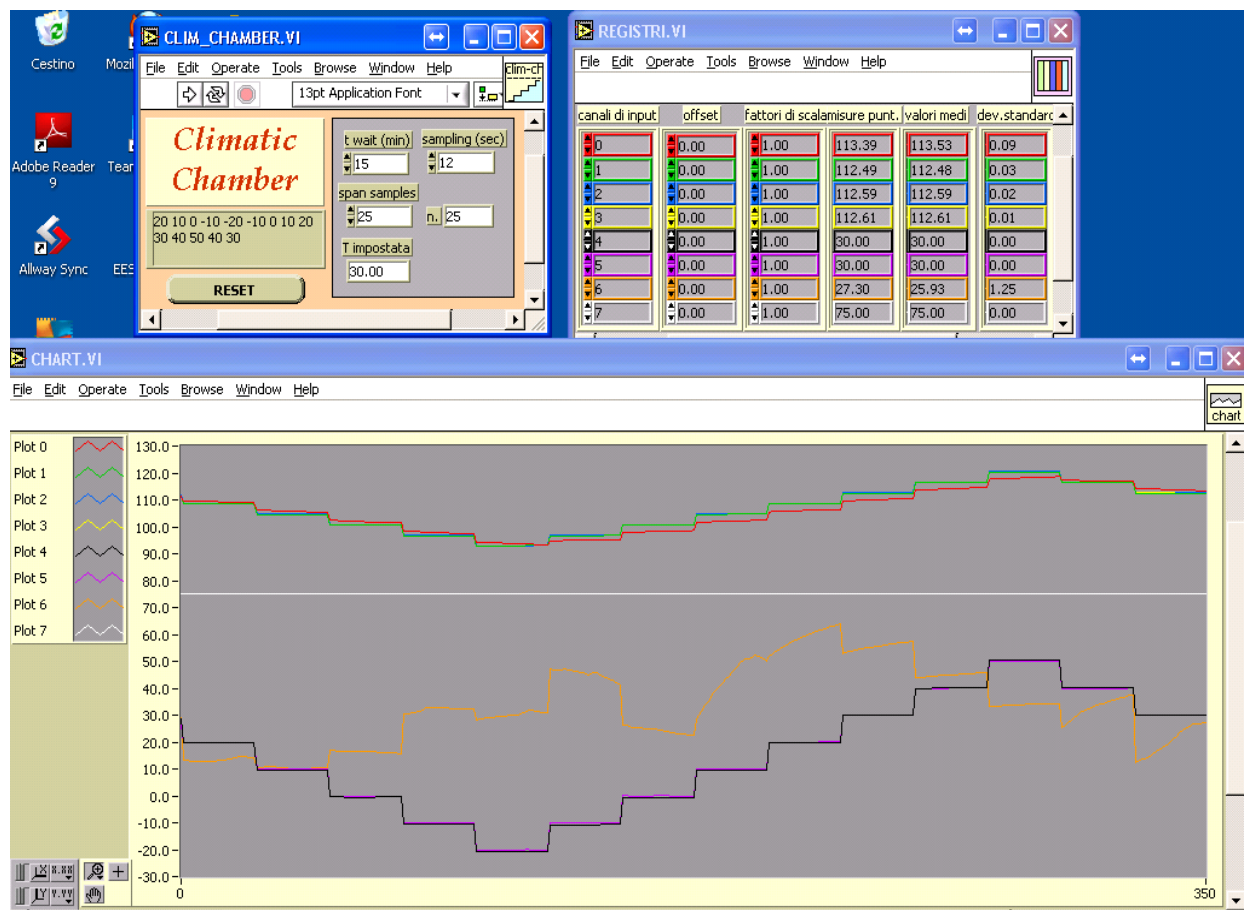 Cestino
Mozil
Adobe Reader
9
Tear
Allway Sync
EES
CLIM_CHAMBER.VI
File Edit Operate Tools Browse Window Help
13pt Application Font
clim-ch
Climatic
Chamber
20 10 0 -10 -20 -10 0 10 20
30 40 50 40 30
RESET
t wait (min) sampling (sec)
15 12
span samples
25 n. 25
T impostata
30.00
REGISTRI.VI
File Edit Operate Tools Browse Window Help
canali di input offset fattori di scala misure punt. valori medi dev.standard
0 0.00 1.00 113.39 113.53 0.09
1 0.00 1.00 112.49 112.48 0.03
2 0.00 1.00 112.59 112.59 0.02
3 0.00 1.00 112.61 112.61 0.01
4 0.00 1.00 30.00 30.00 0.00
5 0.00 1.00 30.00 30.00 0.00
6 0.00 1.00 27.30 25.93 1.25
7 0.00 1.00 75.00 75.00 0.00
CHART.VI
File Edit Operate Tools Browse Window Help
chart
Plot 0
Plot 1
Plot 2
Plot 3
Plot 4
Plot 5
Plot 6
Plot 7
130.0
120.0
110.0
100.0
90.0
80.0
70.0
60.0
50.0
40.0
30.0
20.0
10.0
0.0
-10.0
-20.0
-30.0
0 350
X 8.88
Y Y.YY